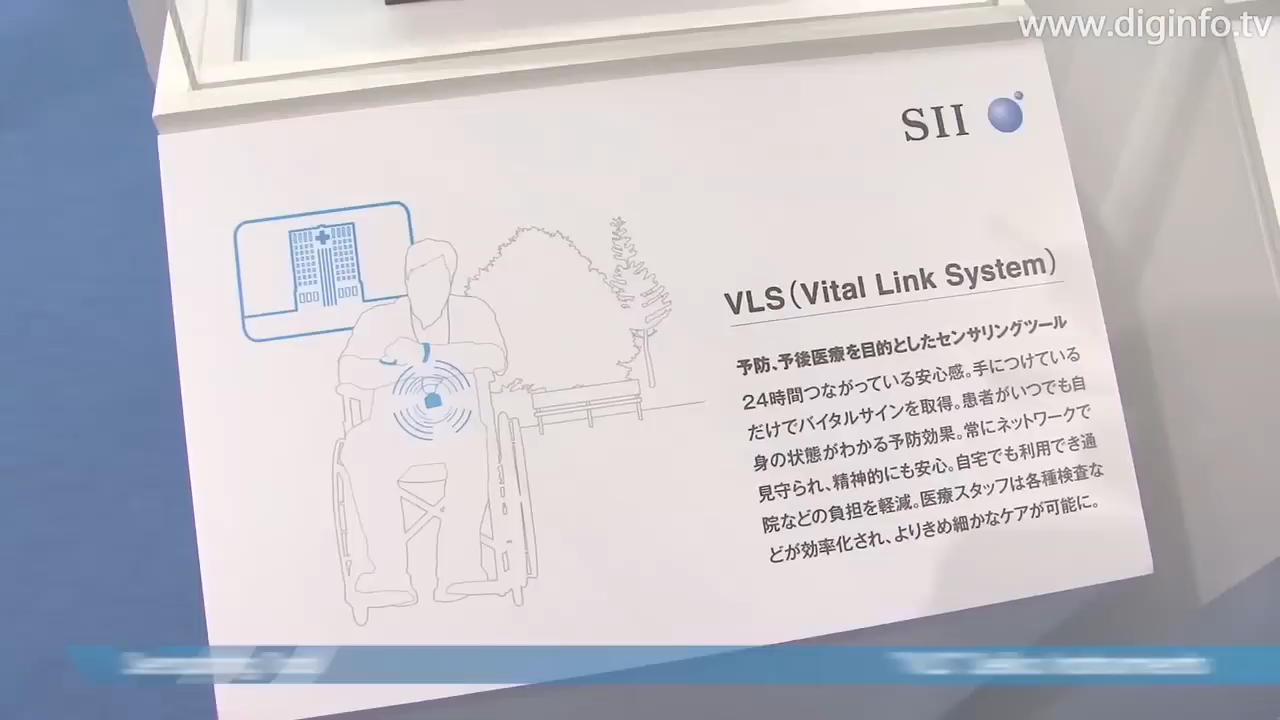 www.diginfo.tv
SII
VLS(Vital Link System)
予防、予後医療を目的としたセンサリングツール
24時間つながっている安心感。手につけている
だけでバイタルサインを取得。患者がいつでも自
身の状態がわかる予防効果。常にネットワークで
見守られ、精神的にも安心。自宅でも利用でき通
院などの負担を軽減。医療スタッフは各種検査な
どが効率化され、よりきめ細かなケアが可能に。